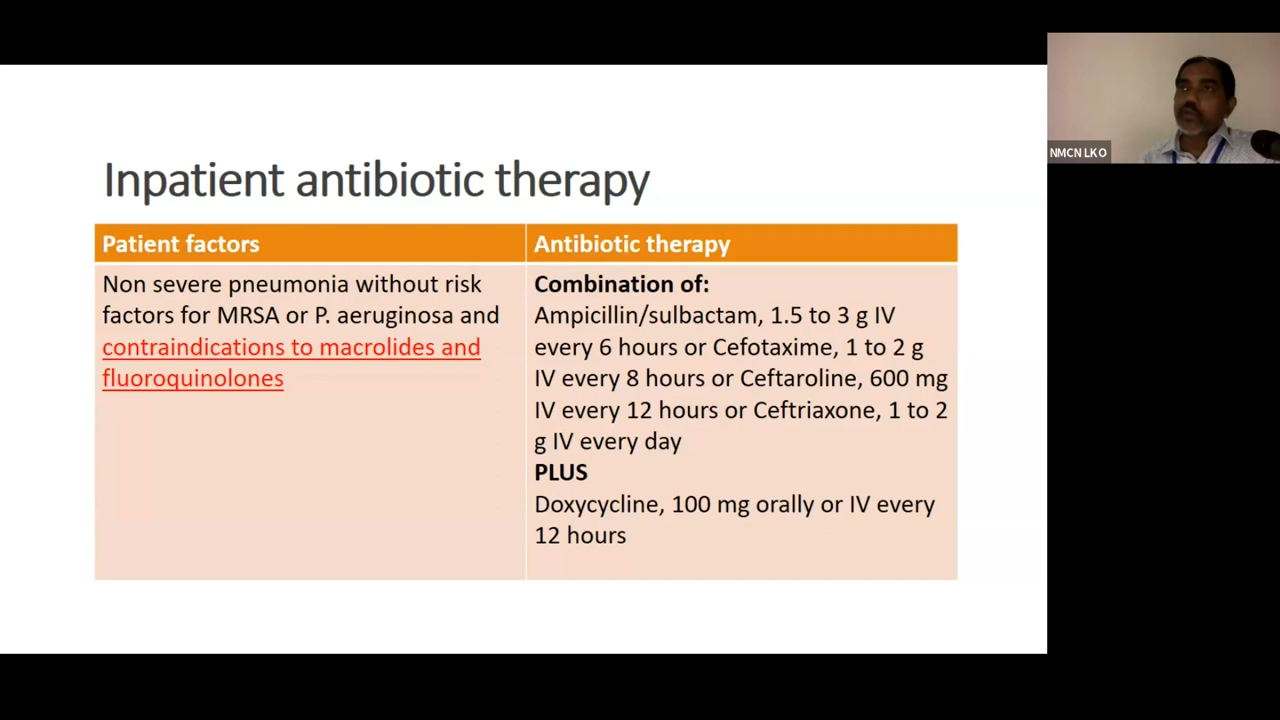 Inpatient antibiotic therapy
Patient factors
Antibiotic therapy
Non severe pneumonia without risk
factors for MRSA or P. aeruginosa and
contraindications to macrolides and
fluoroquinolones
Combination of:
Ampicillin/sulbactam, 1.5 to 3 g IV
every 6 hours or Cefotaxime, 1 to 2 g
IV every 8 hours or Ceftaroline, 600 mg
IV every 12 hours or Ceftriaxone, 1 to 2
g IV every day
PLUS
Doxycycline, 100 mg orally or IV every
12 hours
NMCN LKO